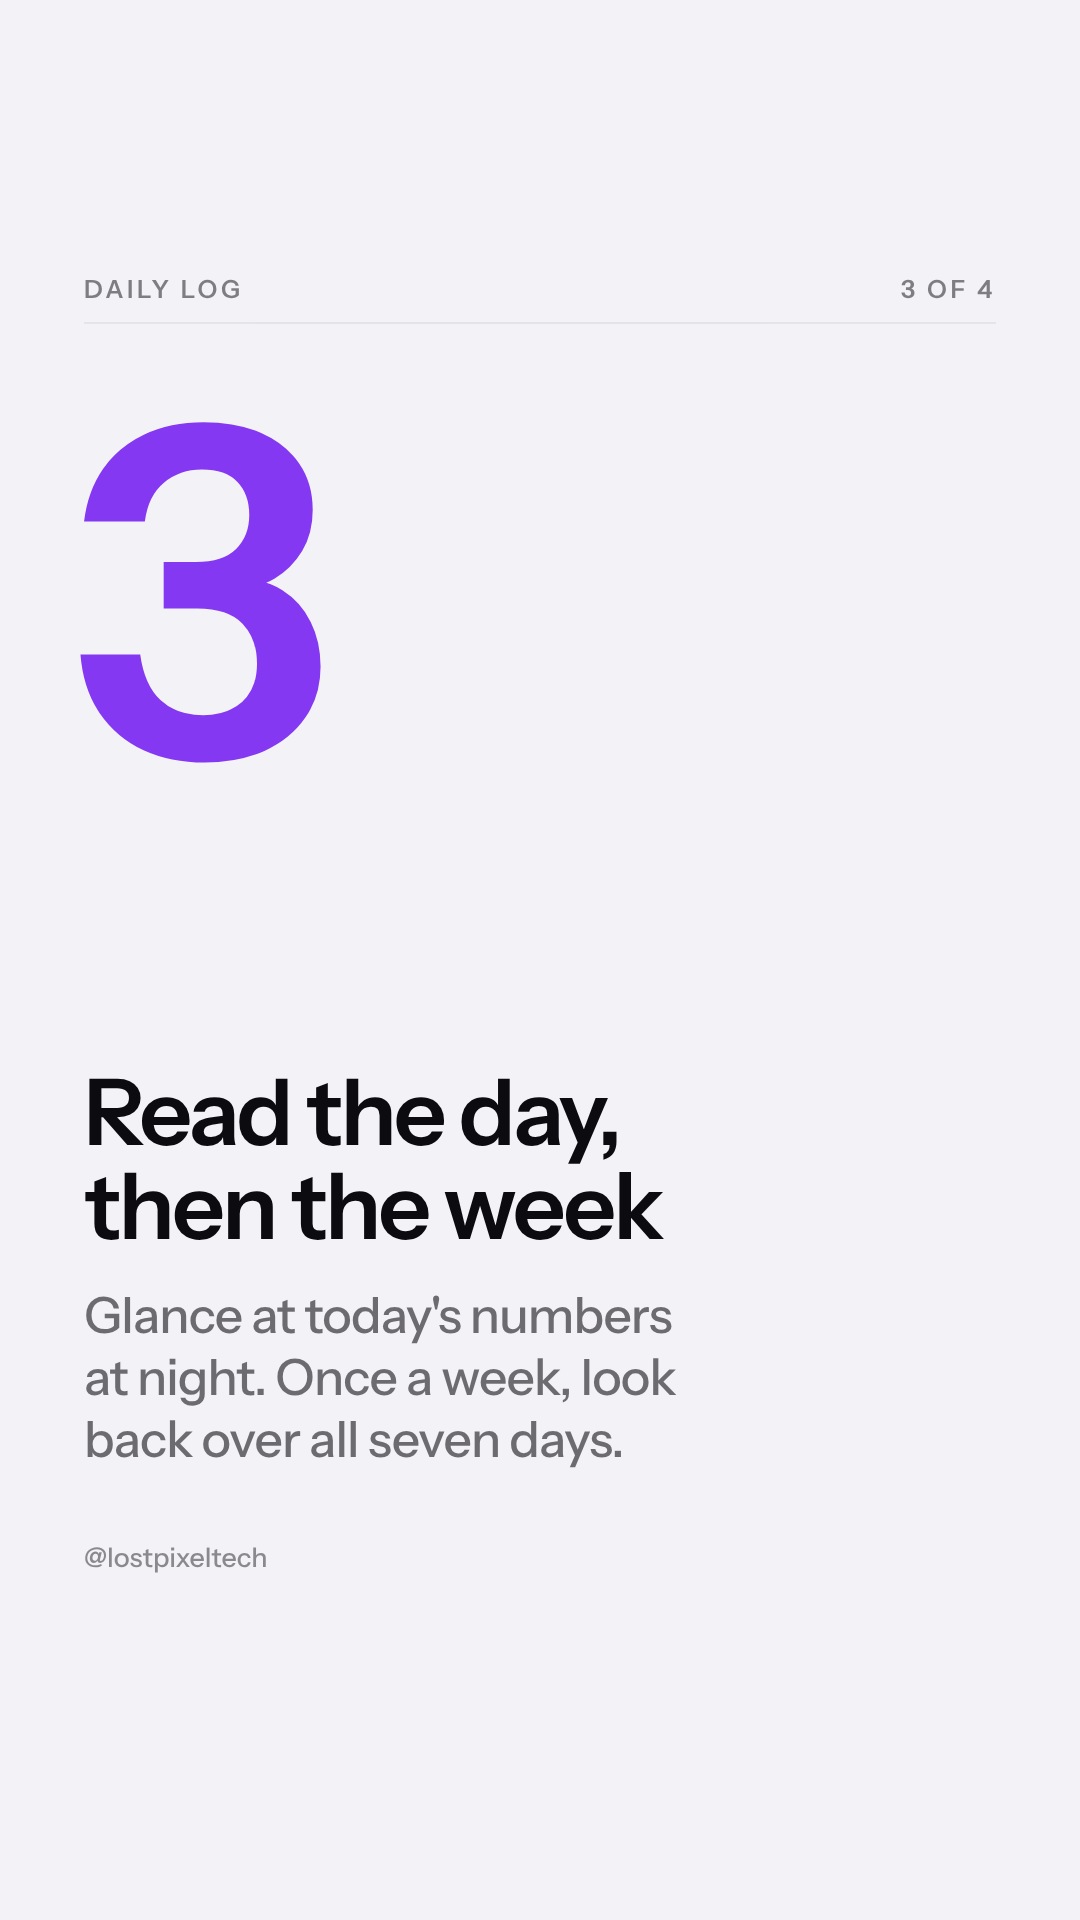 DAILY LOG
3 OF 4
3
Read the day,
then the week
Glance at today's numbers
at night. Once a week, look
back over all seven days.
@lostpixeltech